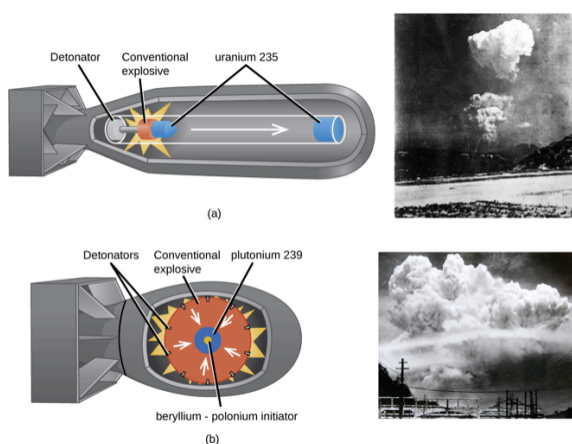 Detonator
Conventional
explosive
uranium 235
(a)
Detonators
Conventional
explosive
plutonium 239
beryllium - polonium initiator
(b)